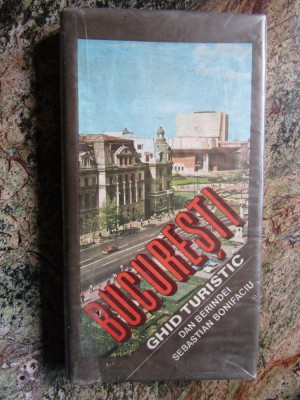 BUCUREȘTI
GHID TURISTIC
DAN BERINDEI
SEBASTIAN BONIFACIU